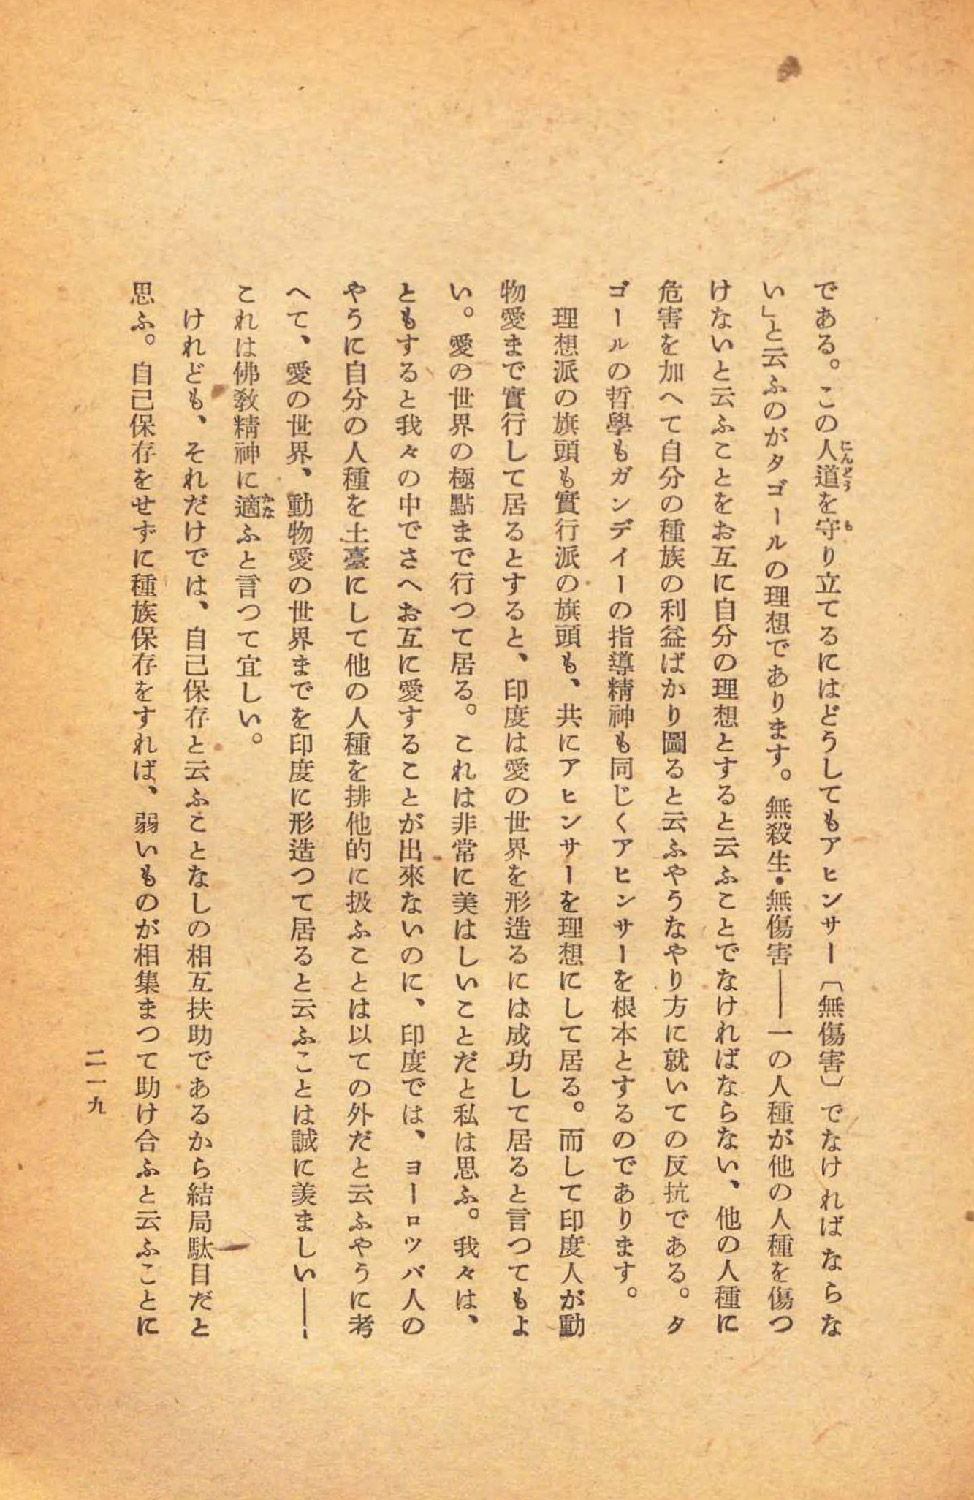 である。この人道を守り立てるにはどうしてもアヒンサー〔無傷害〕でなければならな
い」と云ふのがタゴールの理想であります。無殺生・無傷害――一の人種が他の人種を傷つ
けないと云ふことをお互に自分の理想とすると云ふことでなければならない、他の人種に
危害を加へて自分の種族の利益ばかり圖ると云ふやうなやり方に就いての反抗である。タ
ゴールの哲學もガンデイーの指導精神も同じくアヒンサーを根本とするのであります。
理想派の旗頭も實行派の旗頭も、共にアヒンサーを理想にして居る。而して印度人が動
物愛まで實行して居るとすると、印度は愛の世界を形造るには成功して居ると言つてもよ
い。愛の世界の極點まで行つて居る。これは非常に美はしいことだと私は思ふ。我々は、
ともすると我々の中でさへお互に愛することが出來ないのに、印度では、ヨーロツパ人の
やうに自分の人種を土臺にして他の人種を排他的に扱ふことは以ての外だと云ふやうに考
へて、愛の世界、動物愛の世界までを印度に形造つて居ると云ふことは誠に羨ましい――、
これは佛敎精神に適ふと言つて宜しい。
けれども、それだけでは、自己保存と云ふことなしの相互扶助であるから結局駄目だと
思ふ。自己保存をせずに種族保存をすれば、弱いものが相集まつて助け合ふと云ふことに
二一九